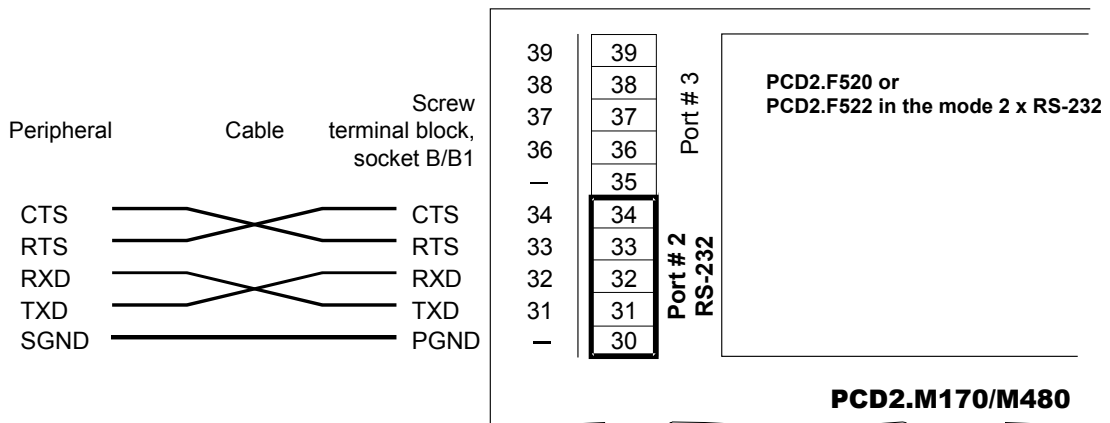 Peripheral
Cable
Screw
terminal block,
socket B/B1
CTS CTS
RTS RTS
RXD RXD
TXD TXD
SGND PGND
39 39
38 38
37 37
36 36
— 35
34 34
33 33
32 32
31 31
— 30
Port # 3
Port # 2
RS-232
PCD2.F520 or
PCD2.F522 in the mode 2 x RS-232
PCD2.M170/M480